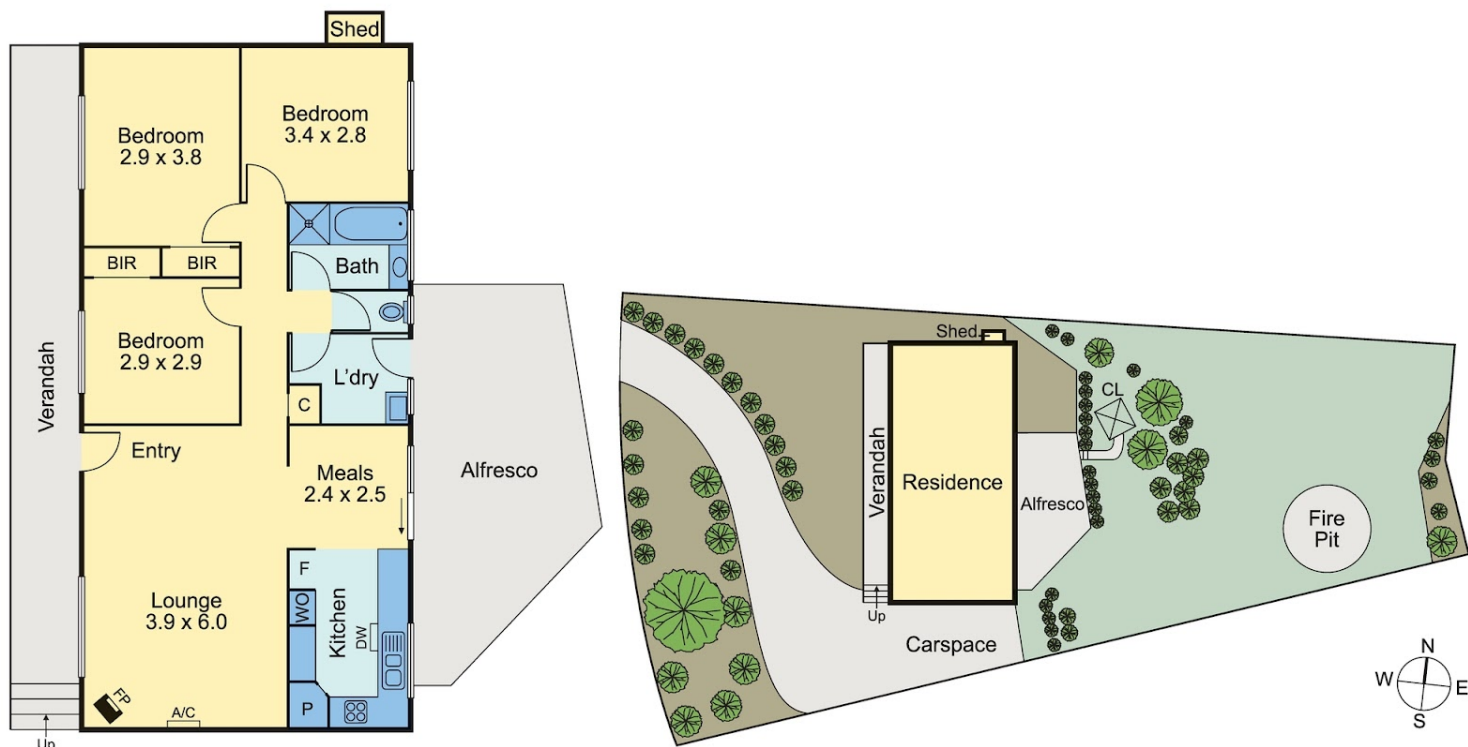 Shed
Bedroom
2.9 x 3.8
Bedroom
3.4 x 2.8
BIR
BIR
Bath
Bedroom
2.9 x 2.9
L'dry
C
Verandah
Entry
Meals
2.4 x 2.5
Alfresco
F
WO
Kitchen
DW
Lounge
3.9 x 6.0
FP
A/C
P
Up
Shed
CL
Verandah
Residence
Alfresco
Fire
Pit
Up
Carspace
N
W
E
S